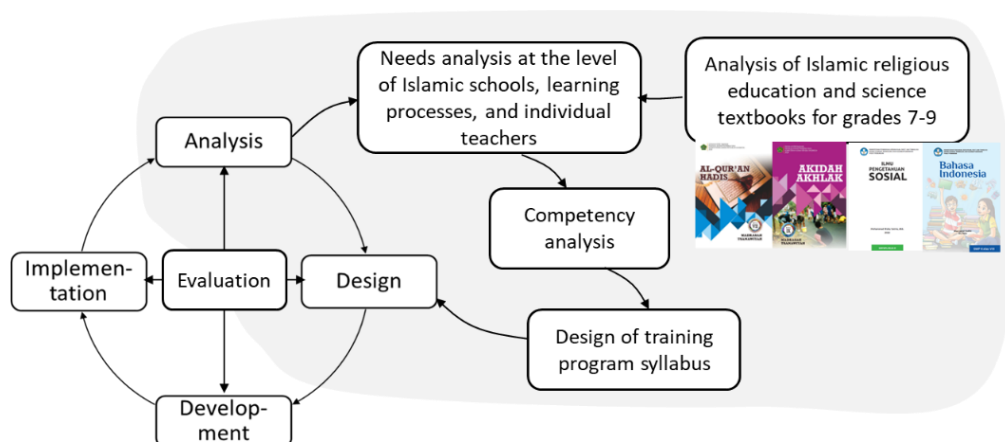 Needs analysis at the level
of Islamic schools, learning
processes, and individual
teachers
Analysis of Islamic religious
education and science
textbooks for grades 7-9
Analysis
AL-QUR'AN
HADIS
AKIDAH
AKHLAK
ILMU
PENGETAHUAN
SOSIAL
Bahasa
Indonesia
Competency
analysis
Implemen-
tation
Evaluation
Design
Design of training
program syllabus
Develop-
ment